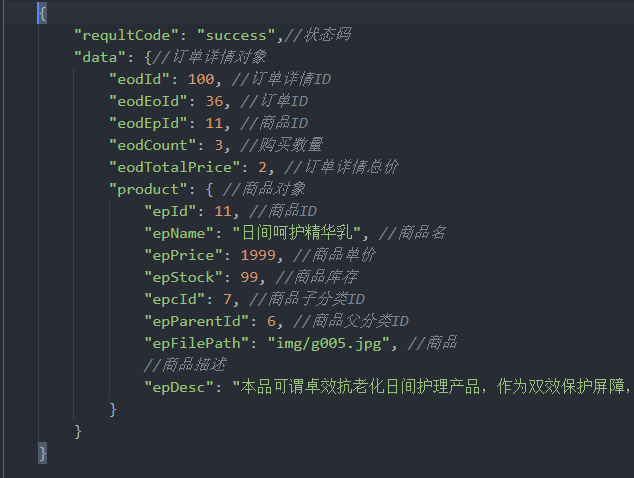 {
"requltCode": "success",//状态码
"data": {//订单详情对象
"eodId": 100, //订单详情ID
"eodEoId": 36, //订单ID
"eodEpId": 11, //商品ID
"eodCount": 3, //购买数量
"eodTotalPrice": 2, //订单详情总价
"product": { //商品对象
"epId": 11, //商品ID
"epName": "日间呵护精华乳", //商品名
"epPrice": 1999, //商品单价
"epStock": 99, //商品库存
"epcId": 7, //商品子分类ID
"epParentId": 6, //商品父分类ID
"epFilePath": "img/g005.jpg", //商品
//商品描述
"epDesc": "本品可谓卓效抗老化日间护理产品，作为双效保护屏障，
}
}
}